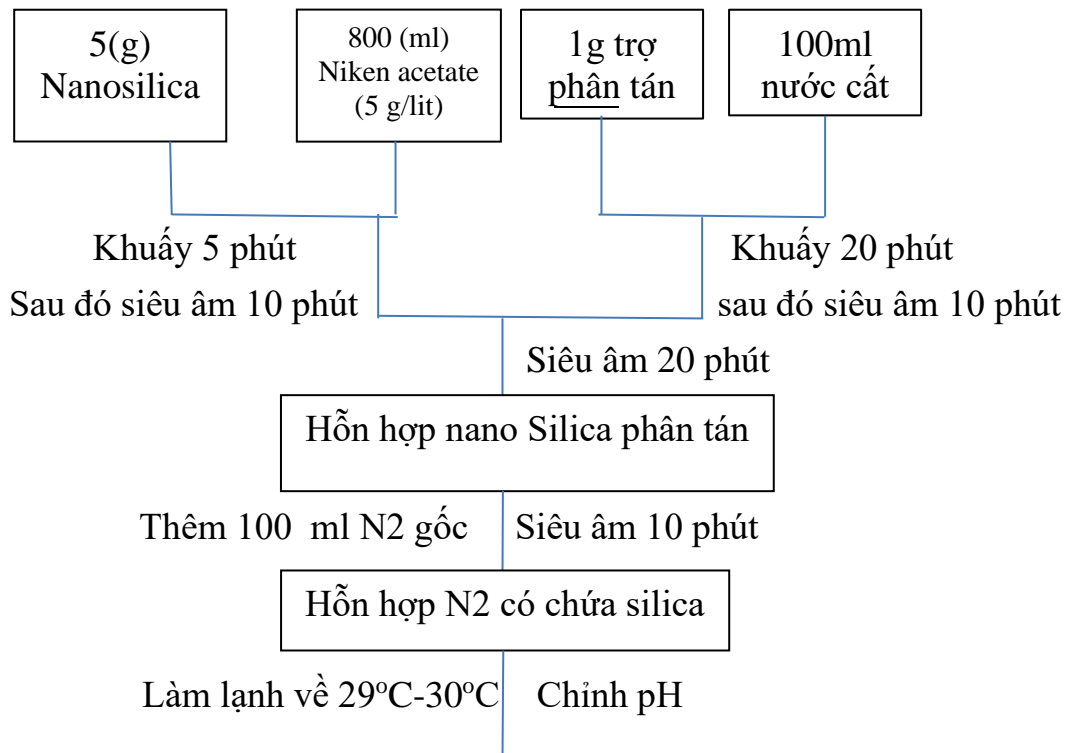 5(g)
Nanosilica
800 (ml)
Niken acetate
(5 g/lit)
1g trợ
phân tán
100ml
nước cất
Khuấy 5 phút
Sau đó siêu âm 10 phút
Khuấy 20 phút
sau đó siêu âm 10 phút
Siêu âm 20 phút
Hỗn hợp nano Silica phân tán
Thêm 100 ml N2 gốc
Siêu âm 10 phút
Hỗn hợp N2 có chứa silica
Làm lạnh về 29°C-30°C
Chỉnh pH